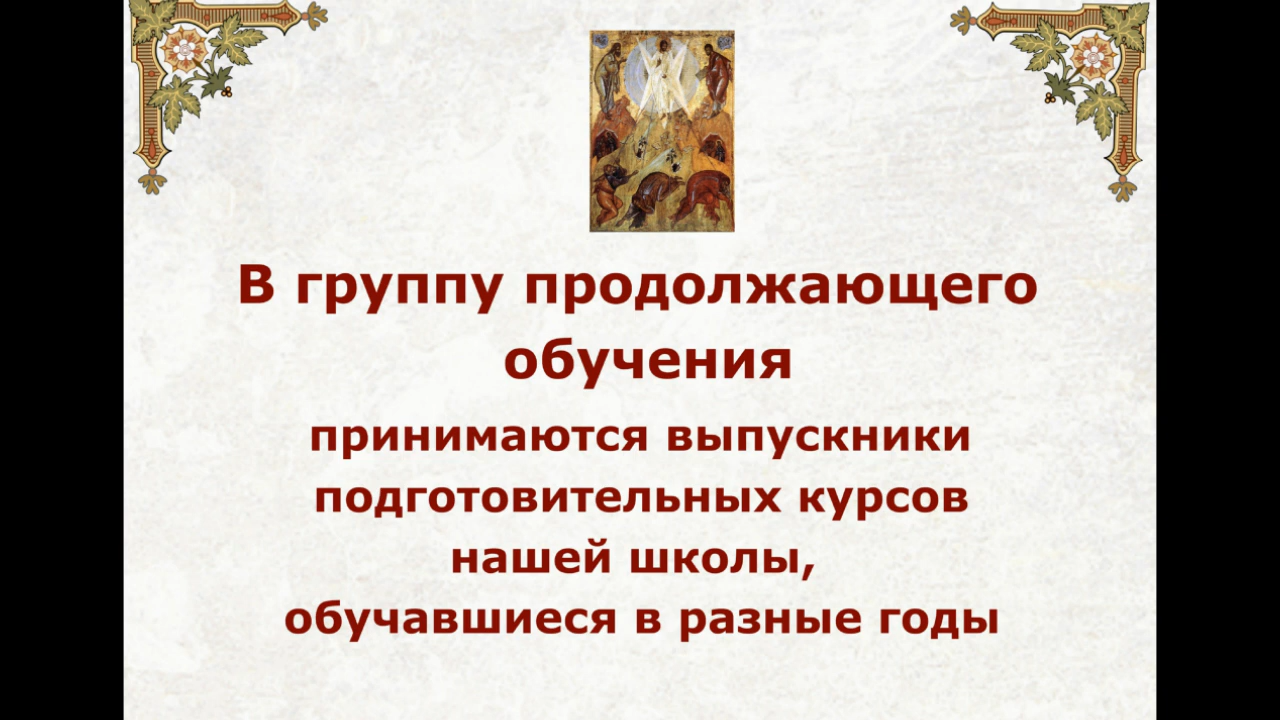 В группу продолжающего
обучения
принимаются выпускники
подготовительных курсов
нашей школы,
обучавшиеся в разные годы